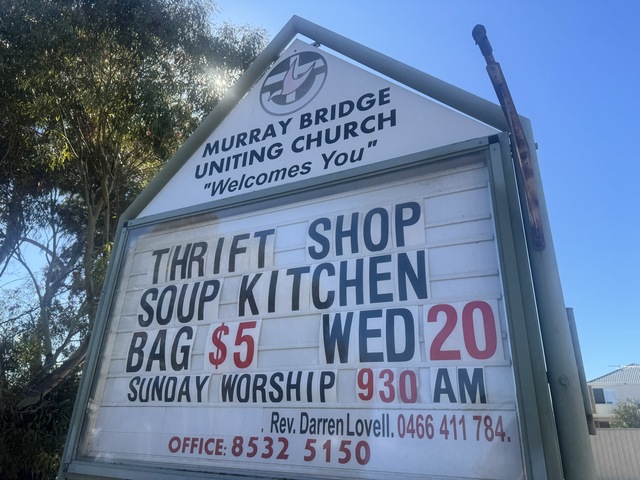 MURRAY BRIDGE
UNITING CHURCH
"Welcomes You"
THRIFT SHOP
SOUP KITCHEN
BAG $5 WED 20
SUNDAY WORSHIP 930 AM
. Rev. Darren Lovell. 0466 411 784.
OFFICE: 8532 5150